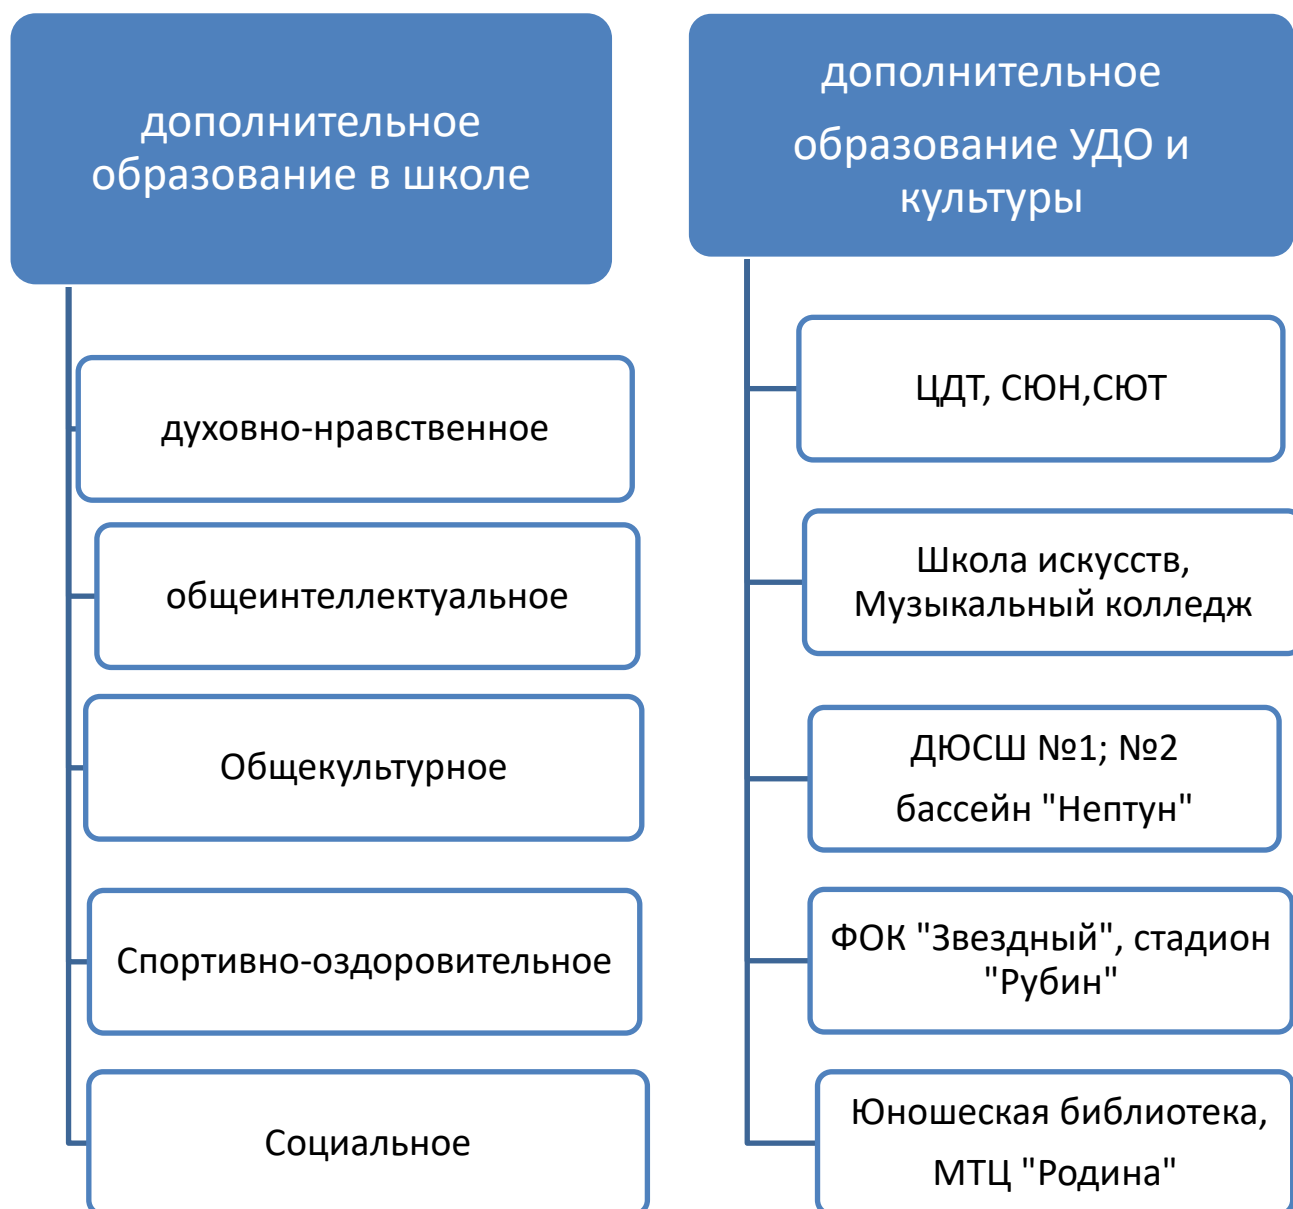 дополнительное
образование в школе
духовно-нравственное
общеинтеллектуальное
Общекультурное
Спортивно-оздоровительное
Социальное
дополнительное
образование УДО и
культуры
ЦДТ, СЮН,СЮТ
Школа искусств,
Музыкальный колледж
ДЮСШ №1; №2
бассейн "Нептун"
ФОК "Звездный", стадион
"Рубин"
Юношеская библиотека,
МТЦ "Родина"